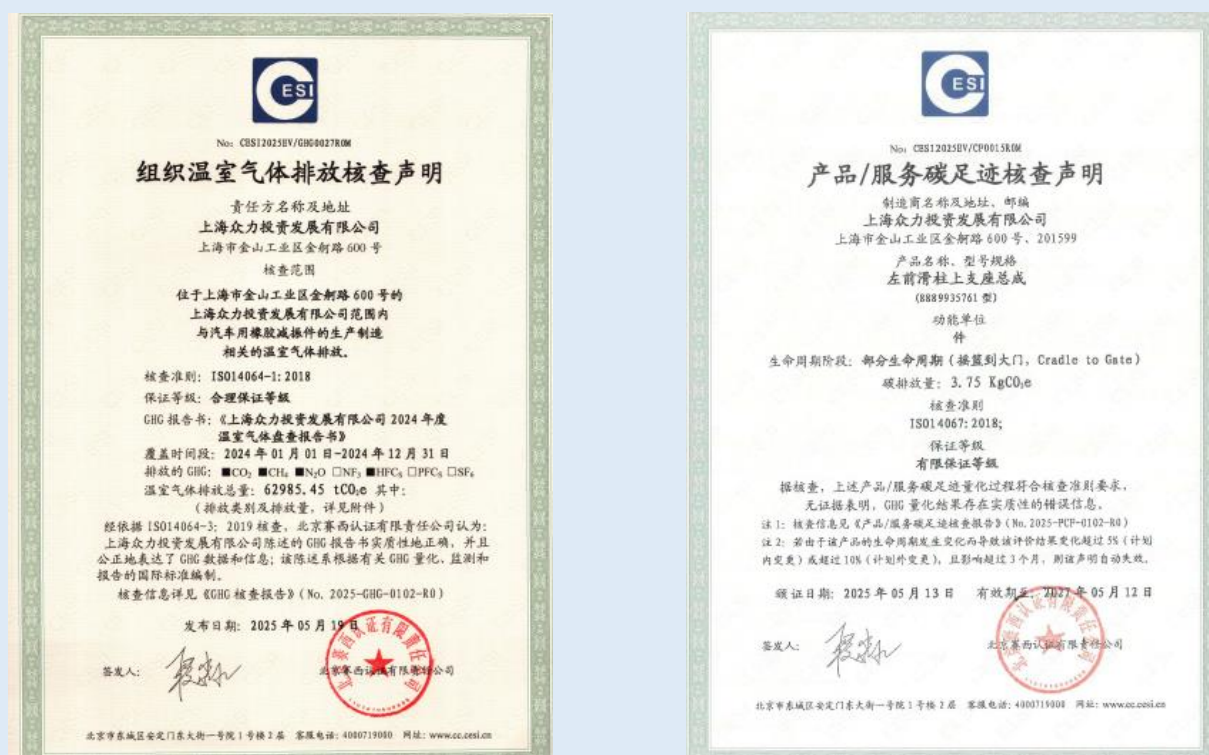 CESI
No: CESI2025HV/GHG0027R0M
组织温室气体排放核查声明
责任方名称及地址
上海众力投资发展有限公司
上海市金山工业区金舸路 600 号
核查范围
位于上海市金山工业区金舸路 600 号的
上海众力投资发展有限公司范围内
与汽车用橡胶减振件的生产制造
相关的温室气体排放。
核查准则: ISO14064-1: 2018
保证等级: 合理保证等级
GHG 报告书:《上海众力投资发展有限公司 2024 年度
温室气体盘查报告书》
覆盖时间段: 2024 年 01 月 01 日-2024 年 12 月 31 日
排放的 GHG: ■CO₂ ■CH₄ ■N₂O □NF₃ ■HFCₛ □PFCₛ □SF₆
温室气体排放总量: 62985.45 tCO₂e 其中:
(排放类别及排放量, 详见附件)
经依据 ISO14064-3: 2019 核查, 北京赛西认证有限责任公司认为:
上海众力投资发展有限公司陈述的 GHG 报告书实质性地正确, 并且
公正地表达了 GHG 数据和信息; 该陈述系根据有关 GHG 量化、监测和
报告的国际标准编制。
核查信息详见《GHG 核查报告》(No. 2025-GHG-0102-R0)
发布日期: 2025 年 05 月 19 日
签发人:
北京赛西认证有限责任公司
北京市东城区安定门东大街一号院 1 号楼 2 层 客服电话: 4000719000 网址: www.cc.cesi.cn
CESI
No: CESI2025HV/CP0015R0M
产品/服务碳足迹核查声明
制造商名称及地址、邮编
上海众力投资发展有限公司
上海市金山工业区金舸路 600 号、201599
产品名称、型号规格
左前滑柱上支座总成
(8889935761 型)
功能单位
件
生命周期阶段: 部分生命周期 (摇篮到大门, Cradle to Gate)
碳排放量: 3.75 KgCO₂e
核查准则
ISO14067: 2018;
保证等级
有限保证等级
据核查, 上述产品/服务碳足迹量化过程符合核查准则要求,
无证据表明, GHG 量化结果存在实质性的错误信息。
注 1: 核查信息见《产品/服务碳足迹核查报告》(No. 2025-PCF-0102-R0)
注 2: 若由于该产品的生命周期发生变化而导致该评价结果变化超过 5% (计划
内变更) 或超过 10% (计划外变更), 且影响超过 3 个月, 则该声明自动失效。
颁证日期: 2025 年 05 月 13 日 有效期至: 2027 年 05 月 12 日
签发人:
北京赛西认证有限责任公司
北京市东城区安定门东大街一号院 1 号楼 2 层 客服电话: 4000719000 网址: www.cc.cesi.cn